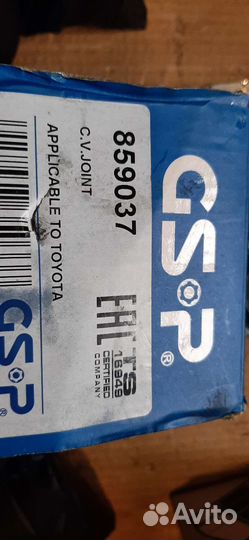 GSP®
859037
C.V.JOINT
APPLICABLE TO TOYOTA
EAC
TS
16949
CERTIFIED
COMPANY
GSP®
Avito